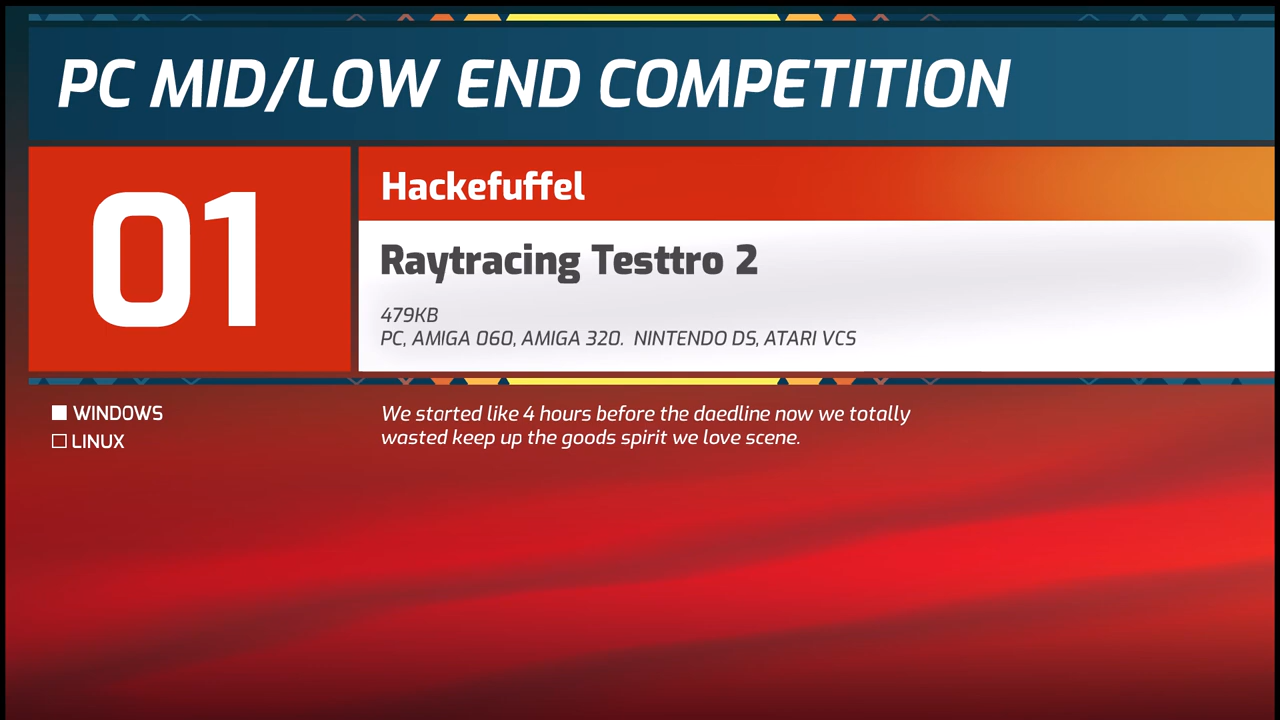 PC MID/LOW END COMPETITION
01
Hackefuffel
Raytracing Testtro 2
479KB
PC, AMIGA 060, AMIGA 320.  NINTENDO DS, ATARI VCS
WINDOWS
LINUX
We started like 4 hours before the daedline now we totally
wasted keep up the goods spirit we love scene.